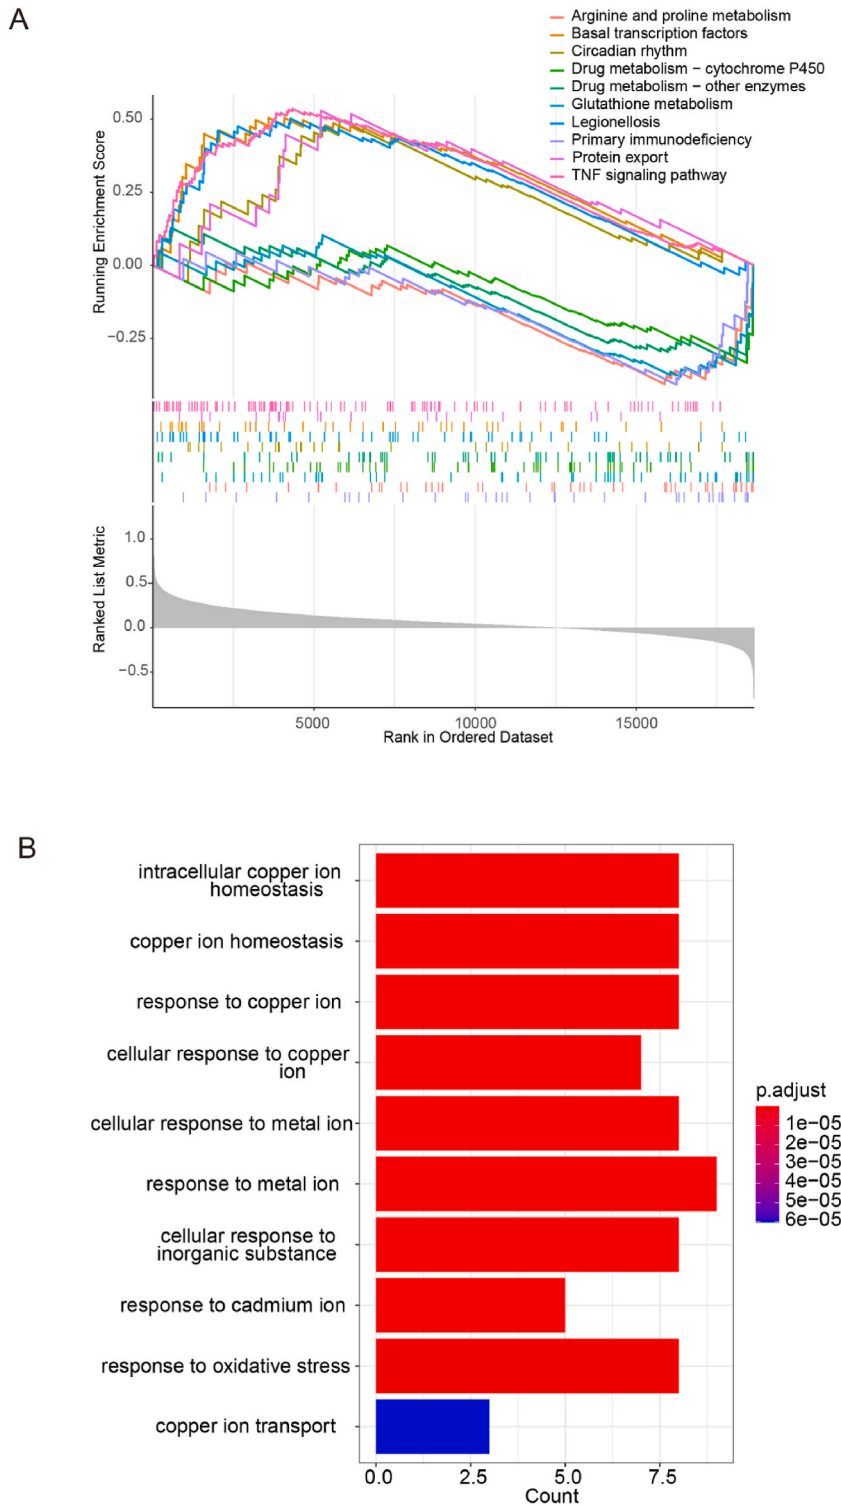 A
Arginine and proline metabolism
Basal transcription factors
Circadian rhythm
Drug metabolism − cytochrome P450
Drug metabolism − other enzymes
Glutathione metabolism
Legionellosis
Primary immunodeficiency
Protein export
TNF signaling pathway
Running Enrichment Score
0.50
0.25
0.00
−0.25
Ranked List Metric
1.0
0.5
0.0
−0.5
5000 10000 15000
Rank in Ordered Dataset
B
intracellular copper ion
homeostasis
copper ion homeostasis
response to copper ion
cellular response to copper
ion
cellular response to metal ion
response to metal ion
cellular response to
inorganic substance
response to cadmium ion
response to oxidative stress
copper ion transport
0.0 2.5 5.0 7.5
Count
p.adjust
1e−05
2e−05
3e−05
4e−05
5e−05
6e−05